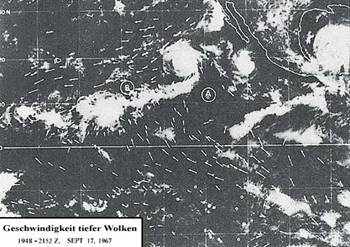 B
A
Geschwindigkeit tiefer Wolken
1948 - 2152 Z, SEPT 17, 1967